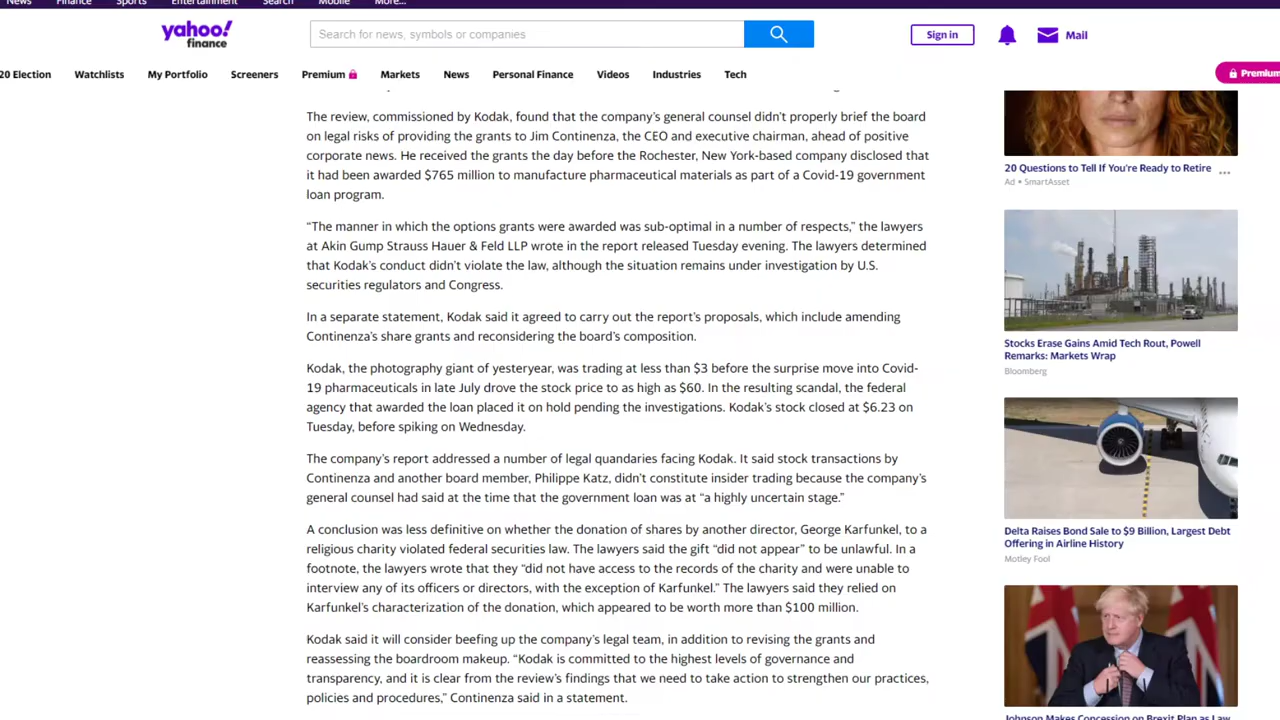 News Finance Sports Entertainment Search Mobile More...
yahoo!
finance
Search for news, symbols or companies
Sign in
Mail
20 Election Watchlists My Portfolio Screeners Premium Markets News Personal Finance Videos Industries Tech
Premium
The review, commissioned by Kodak, found that the company's general counsel didn't properly brief the board
on legal risks of providing the grants to Jim Continenza, the CEO and executive chairman, ahead of positive
corporate news. He received the grants the day before the Rochester, New York-based company disclosed that
it had been awarded $765 million to manufacture pharmaceutical materials as part of a Covid-19 government
loan program.
“The manner in which the options grants were awarded was sub-optimal in a number of respects,” the lawyers
at Akin Gump Strauss Hauer & Feld LLP wrote in the report released Tuesday evening. The lawyers determined
that Kodak's conduct didn't violate the law, although the situation remains under investigation by U.S.
securities regulators and Congress.
In a separate statement, Kodak said it agreed to carry out the report's proposals, which include amending
Continenza's share grants and reconsidering the board's composition.
Kodak, the photography giant of yesteryear, was trading at less than $3 before the surprise move into Covid-
19 pharmaceuticals in late July drove the stock price to as high as $60. In the resulting scandal, the federal
agency that awarded the loan placed it on hold pending the investigations. Kodak's stock closed at $6.23 on
Tuesday, before spiking on Wednesday.
The company's report addressed a number of legal quandaries facing Kodak. It said stock transactions by
Continenza and another board member, Philippe Katz, didn't constitute insider trading because the company's
general counsel had said at the time that the government loan was at “a highly uncertain stage.”
A conclusion was less definitive on whether the donation of shares by another director, George Karfunkel, to a
religious charity violated federal securities law. The lawyers said the gift “did not appear” to be unlawful. In a
footnote, the lawyers wrote that they “did not have access to the records of the charity and were unable to
interview any of its officers or directors, with the exception of Karfunkel.” The lawyers said they relied on
Karfunkel's characterization of the donation, which appeared to be worth more than $100 million.
Kodak said it will consider beefing up the company's legal team, in addition to revising the grants and
reassessing the boardroom makeup. “Kodak is committed to the highest levels of governance and
transparency, and it is clear from the review's findings that we need to take action to strengthen our practices,
policies and procedures,” Continenza said in a statement.
20 Questions to Tell If You're Ready to Retire
Ad • SmartAsset
...
Stocks Erase Gains Amid Tech Rout, Powell
Remarks: Markets Wrap
Bloomberg
Delta Raises Bond Sale to $9 Billion, Largest Debt
Offering in Airline History
Motley Fool
Johnson Makes Concession on Brexit Plan as Law